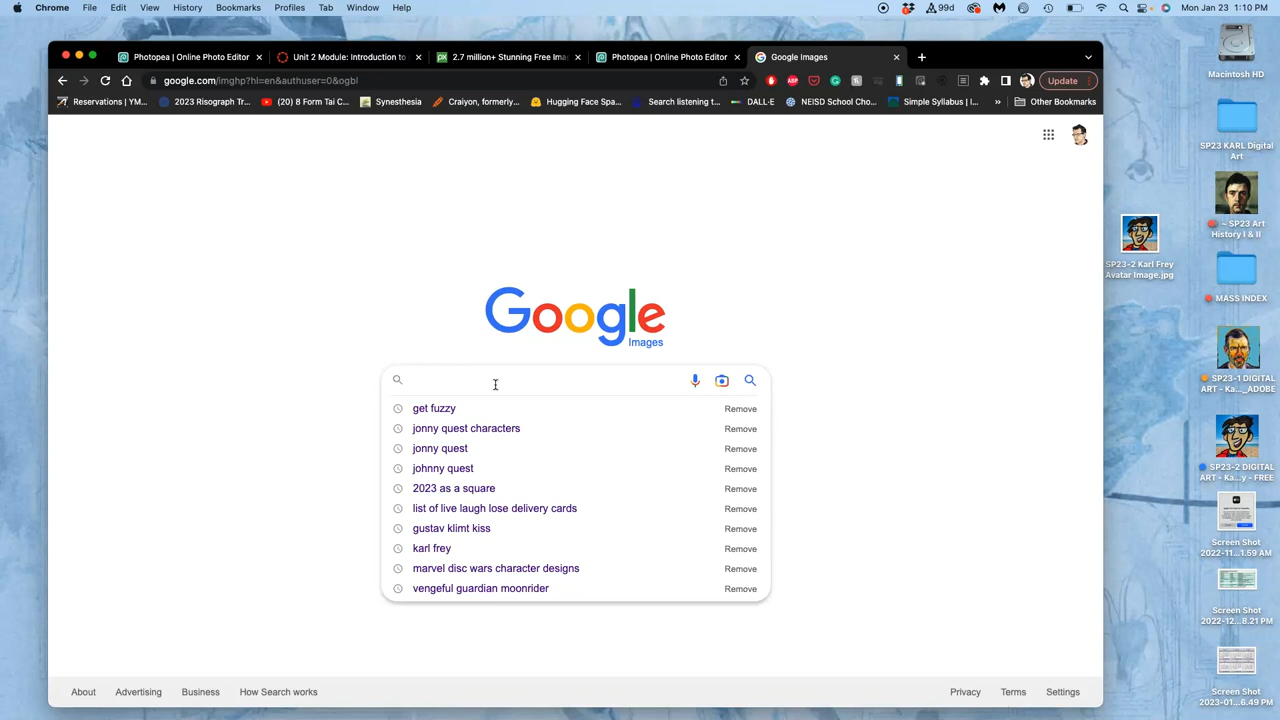 Chrome File Edit View History Bookmarks Profiles Tab Window Help
99d
Mon Jan 23 1:10 PM
Photopea | Online Photo Editor
Unit 2 Module: Introduction to
2.7 million+ Stunning Free Ima
Photopea | Online Photo Editor
Google Images
google.com/imghp?hl=en&authuser=0&ogbl
ABP
Update
Reservations | YM...
2023 Risograph Tr...
(20) 8 Form Tai C...
Synesthesia
Craiyon, formerly...
Hugging Face Spa...
Search listening t...
DALL·E
NEISD School Cho...
Simple Syllabus | l...
»
Other Bookmarks
Google
Images
get fuzzy Remove
jonny quest characters Remove
jonny quest Remove
johnny quest Remove
2023 as a square Remove
list of live laugh lose delivery cards Remove
gustav klimt kiss Remove
karl frey Remove
marvel disc wars character designs Remove
vengeful guardian moonrider Remove
About Advertising Business How Search works
Privacy Terms Settings
Macintosh HD
SP23 KARL Digital
Art
~ SP23 Art
History I & II
SP23-2 Karl Frey
Avatar Image.jpg
MASS INDEX
SP23-1 DIGITAL
ART - Ka..._ADOBE
SP23-2 DIGITAL
ART - Ka...y - FREE
Screen Shot
2022-11...1.59 AM
Screen Shot
2022-12...8.21 PM
Screen Shot
2023-01...6.49 PM